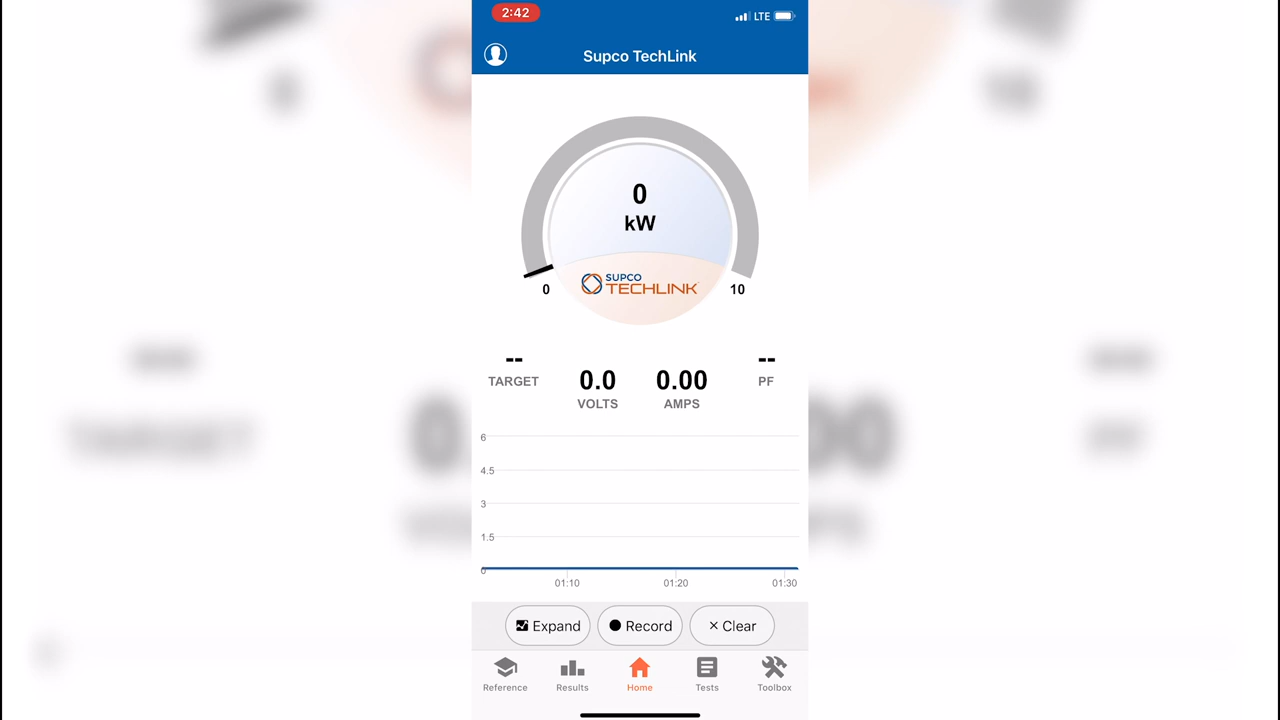 2:42
LTE
Supco TechLink
0
kW
SUPCO
TECHLINK
0
10
--
--
TARGET
0.0
0.00
PF
VOLTS
AMPS
6
4.5
3
1.5
0
01:10
01:20
01:30
Expand
Record
Clear
Reference
Results
Home
Tests
Toolbox